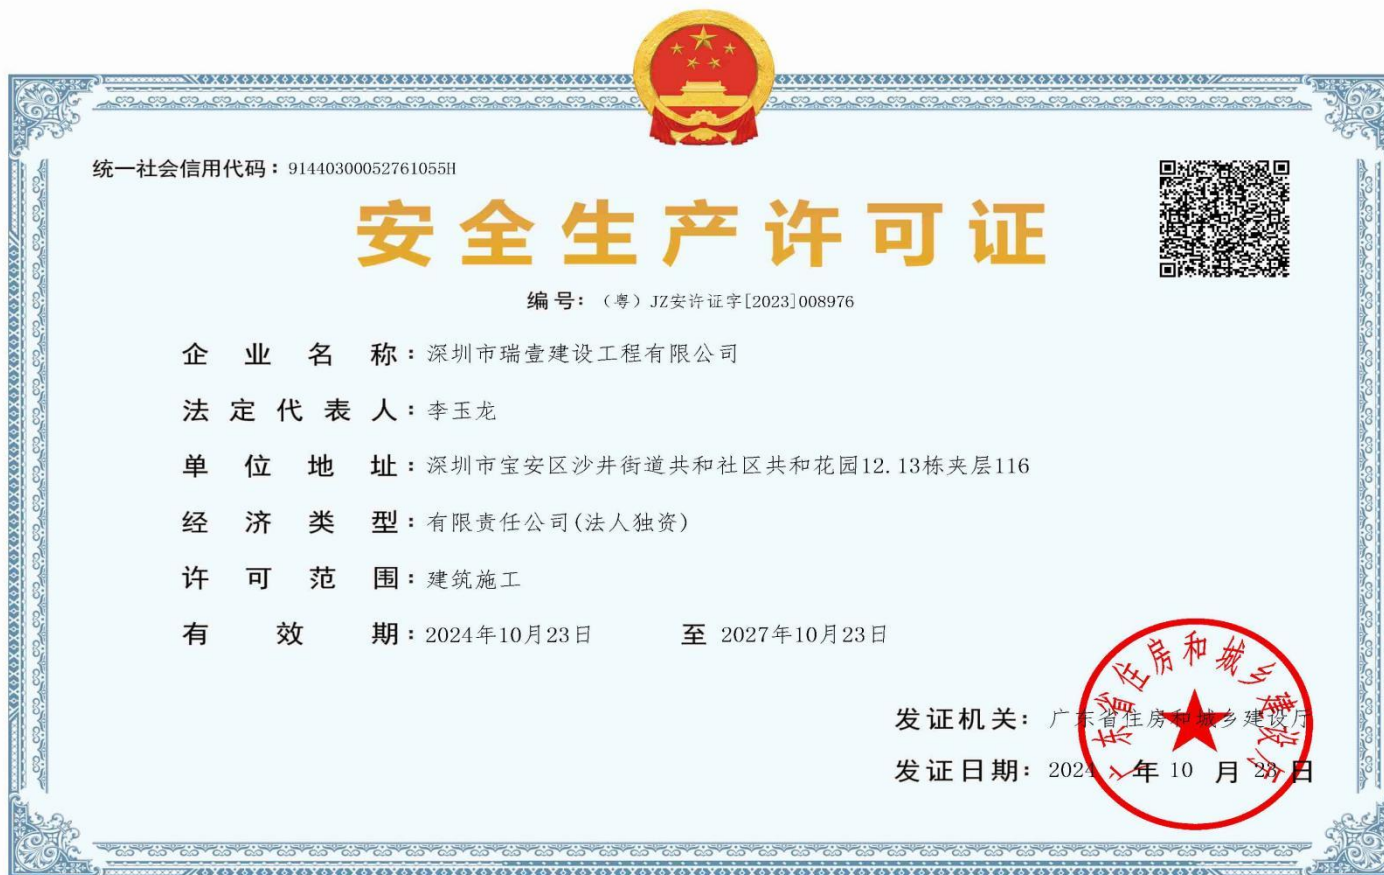 统一社会信用代码：91440300052761055H
安全生产许可证
编号：（粤）JZ安许证字[2023]008976
企业名称：深圳市瑞壹建设工程有限公司
法定代表人：李玉龙
单位地址：深圳市宝安区沙井街道共和社区共和花园12.13栋夹层116
经济类型：有限责任公司(法人独资)
许可范围：建筑施工
有效期：2024年10月23日 至 2027年10月23日
广东省住房和城乡建设厅
发证机关：广东省住房和城乡建设厅
发证日期：2024 年 10 月 23 日